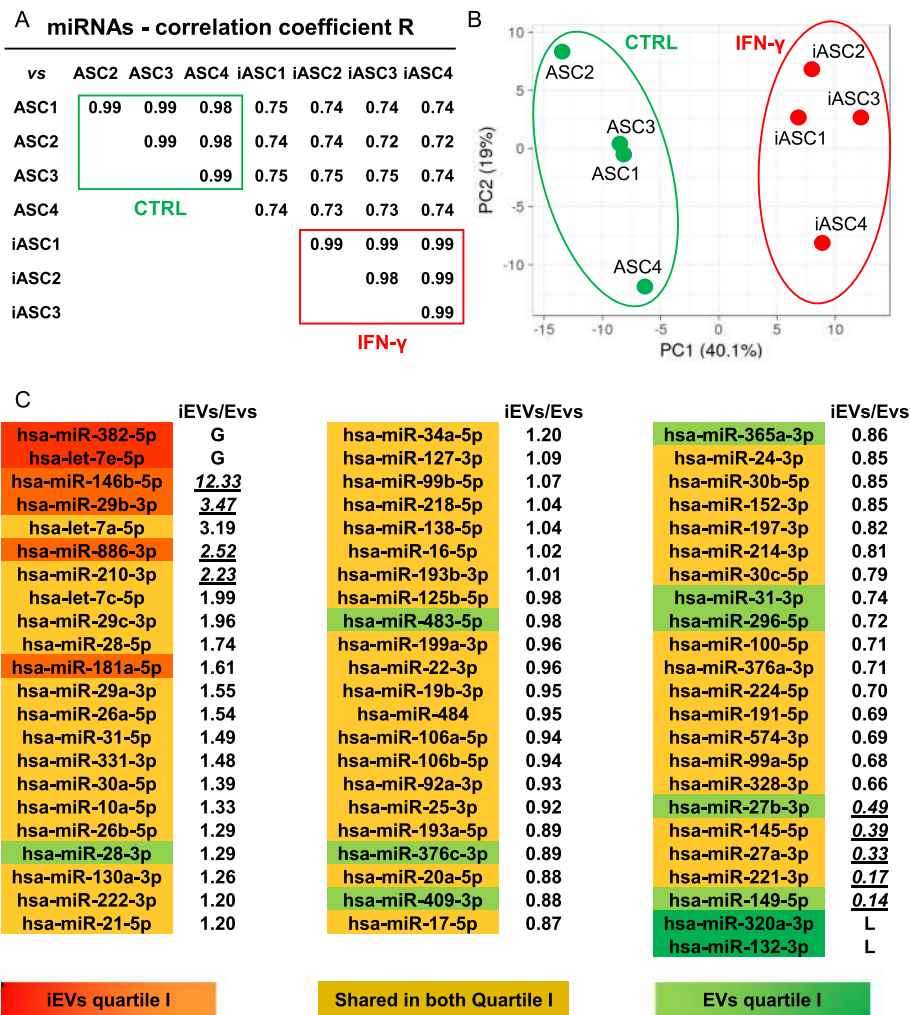 A
miRNAs - correlation coefficient R
vs ASC2 ASC3 ASC4 iASC1 iASC2 iASC3 iASC4
ASC1 0.99 0.99 0.98 0.75 0.74 0.74 0.74
ASC2 0.99 0.98 0.74 0.74 0.72 0.72
ASC3 0.99 0.75 0.75 0.75 0.74
ASC4 0.74 0.73 0.73 0.74
CTRL
iASC1 0.99 0.99 0.99
iASC2 0.98 0.99
iASC3 0.99
IFN-γ
B
CTRL
IFN-γ
ASC2
ASC3
ASC1
ASC4
iASC2
iASC3
iASC1
iASC4
10
5
0
-5
-10
PC2 (19%)
-15 -10 -5 0 5 10
PC1 (40.1%)
C
iEVs/Evs
hsa-miR-382-5p G
hsa-let-7e-5p G
hsa-miR-146b-5p 12.33
hsa-miR-29b-3p 3.47
hsa-let-7a-5p 3.19
hsa-miR-886-3p 2.52
hsa-miR-210-3p 2.23
hsa-let-7c-5p 1.99
hsa-miR-29c-3p 1.96
hsa-miR-28-5p 1.74
hsa-miR-181a-5p 1.61
hsa-miR-29a-3p 1.55
hsa-miR-26a-5p 1.54
hsa-miR-31-5p 1.49
hsa-miR-331-3p 1.48
hsa-miR-30a-5p 1.39
hsa-miR-10a-5p 1.33
hsa-miR-26b-5p 1.29
hsa-miR-28-3p 1.29
hsa-miR-130a-3p 1.26
hsa-miR-222-3p 1.20
hsa-miR-21-5p 1.20
iEVs/Evs
hsa-miR-34a-5p 1.20
hsa-miR-127-3p 1.09
hsa-miR-99b-5p 1.07
hsa-miR-218-5p 1.04
hsa-miR-138-5p 1.04
hsa-miR-16-5p 1.02
hsa-miR-193b-3p 1.01
hsa-miR-125b-5p 0.98
hsa-miR-483-5p 0.98
hsa-miR-199a-3p 0.96
hsa-miR-22-3p 0.96
hsa-miR-19b-3p 0.95
hsa-miR-484 0.95
hsa-miR-106a-5p 0.94
hsa-miR-106b-5p 0.94
hsa-miR-92a-3p 0.93
hsa-miR-25-3p 0.92
hsa-miR-193a-5p 0.89
hsa-miR-376c-3p 0.89
hsa-miR-20a-5p 0.88
hsa-miR-409-3p 0.88
hsa-miR-17-5p 0.87
iEVs/Evs
hsa-miR-365a-3p 0.86
hsa-miR-24-3p 0.85
hsa-miR-30b-5p 0.85
hsa-miR-152-3p 0.85
hsa-miR-197-3p 0.82
hsa-miR-214-3p 0.81
hsa-miR-30c-5p 0.79
hsa-miR-31-3p 0.74
hsa-miR-296-5p 0.72
hsa-miR-100-5p 0.71
hsa-miR-376a-3p 0.71
hsa-miR-224-5p 0.70
hsa-miR-191-5p 0.69
hsa-miR-574-3p 0.69
hsa-miR-99a-5p 0.68
hsa-miR-328-3p 0.66
hsa-miR-27b-3p 0.49
hsa-miR-145-5p 0.39
hsa-miR-27a-3p 0.33
hsa-miR-221-3p 0.17
hsa-miR-149-5p 0.14
hsa-miR-320a-3p L
hsa-miR-132-3p L
iEVs quartile I
Shared in both Quartile I
EVs quartile I